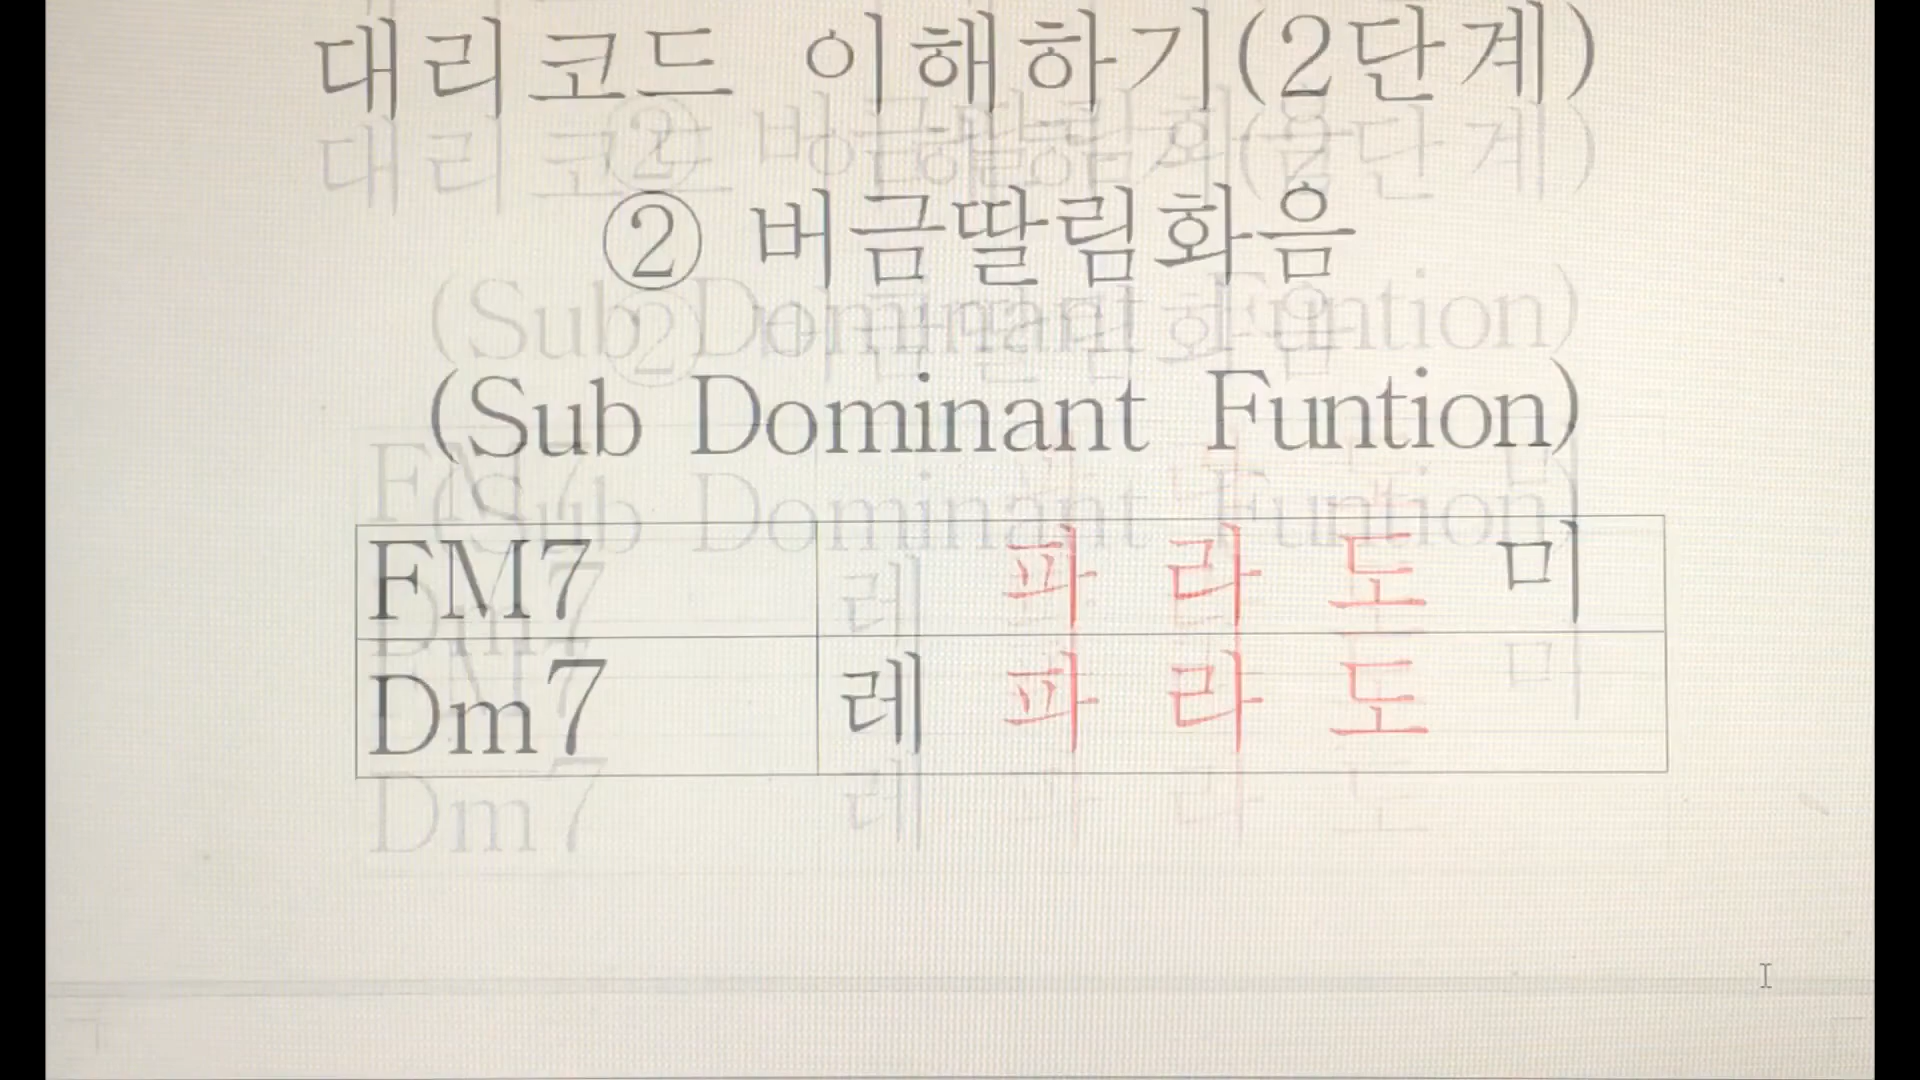 대리코드 이해하기(2단계)
② 버금딸림화음
(Sub Dominant Funtion)
FM7 파 라 도 미
Dm7 레 파 라 도